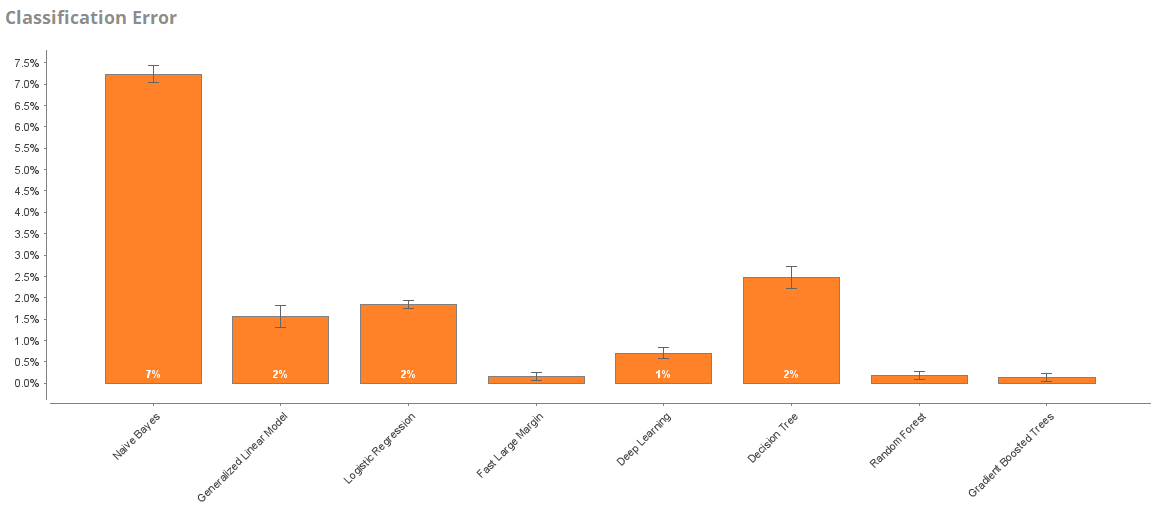 Classification Error
7.5%
7.0%
6.5%
6.0%
5.5%
5.0%
4.5%
4.0%
3.5%
3.0%
2.5%
2.0%
1.5%
1.0%
0.5%
0.0%
7%
2%
2%
1%
2%
Naive Bayes
Generalized Linear Model
Logistic Regression
Fast Large Margin
Deep Learning
Decision Tree
Random Forest
Gradient Boosted Trees